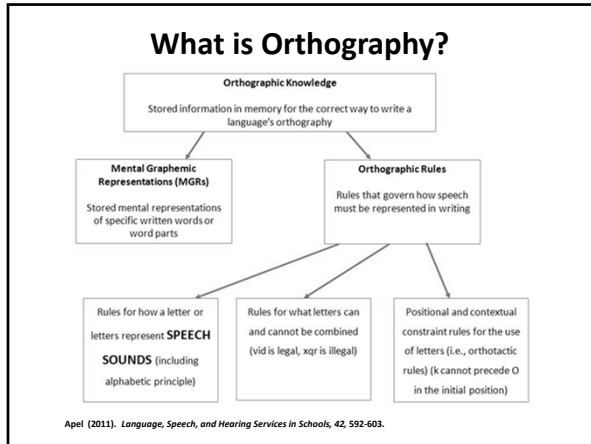 What is Orthography?
Orthographic Knowledge
Stored information in memory for the correct way to write a
language's orthography
Mental Graphemic
Representations (MGRs)
Stored mental representations
of specific written words or
word parts
Orthographic Rules
Rules that govern how speech
must be represented in writing
Rules for how a letter or
letters represent SPEECH
SOUNDS (including
alphabetic principle)
Rules for what letters can
and cannot be combined
(vid is legal, xqr is illegal)
Positional and contextual
constraint rules for the use
of letters (i.e., orthotactic
rules) (k cannot precede O
in the initial position)
Apel (2011). Language, Speech, and Hearing Services in Schools, 42, 592-603.